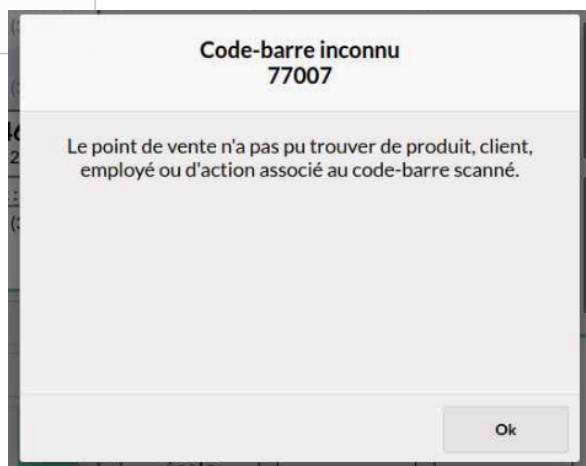 Code-barre inconnu
77007
Le point de vente n'a pas pu trouver de produit, client,
employé ou d'action associé au code-barre scanné.
Ok